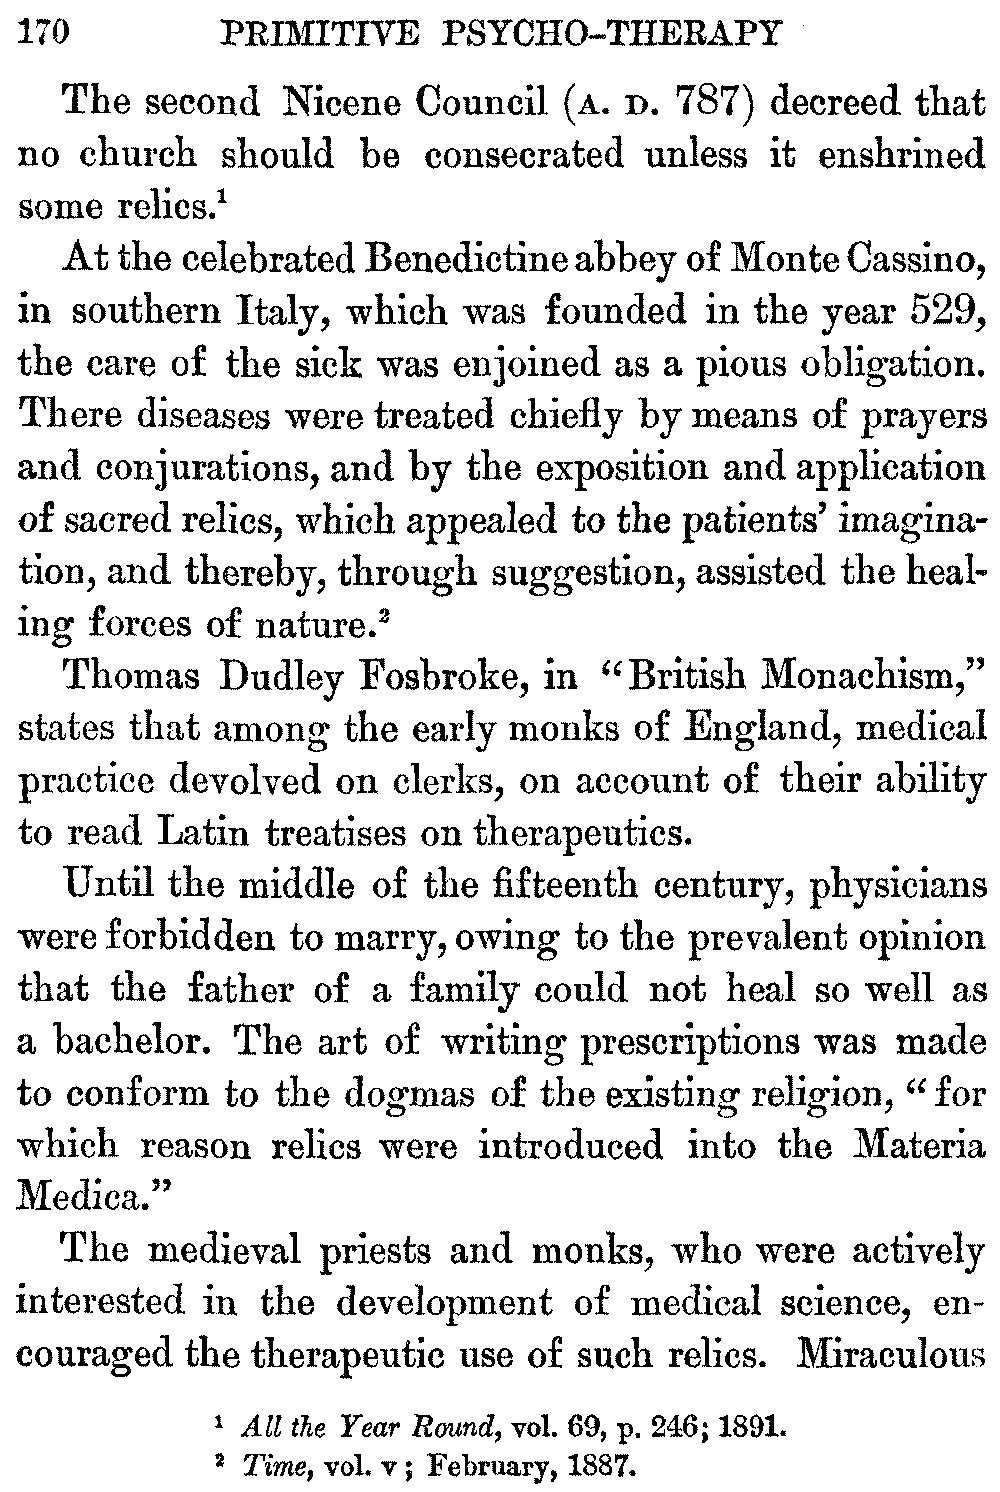 170 PRIMITIVE PSYCHO-THERAPY
The second Nicene Council (A. D. 787) decreed that
no church should be consecrated unless it enshrined
some relics.¹
At the celebrated Benedictine abbey of Monte Cassino,
in southern Italy, which was founded in the year 529,
the care of the sick was enjoined as a pious obligation.
There diseases were treated chiefly by means of prayers
and conjurations, and by the exposition and application
of sacred relics, which appealed to the patients' imagina-
tion, and thereby, through suggestion, assisted the heal-
ing forces of nature.²
Thomas Dudley Fosbroke, in "British Monachism,"
states that among the early monks of England, medical
practice devolved on clerks, on account of their ability
to read Latin treatises on therapeutics.
Until the middle of the fifteenth century, physicians
were forbidden to marry, owing to the prevalent opinion
that the father of a family could not heal so well as
a bachelor. The art of writing prescriptions was made
to conform to the dogmas of the existing religion, "for
which reason relics were introduced into the Materia
Medica."
The medieval priests and monks, who were actively
interested in the development of medical science, en-
couraged the therapeutic use of such relics. Miraculous
¹ All the Year Round, vol. 69, p. 246; 1891.
² Time, vol. v; February, 1887.